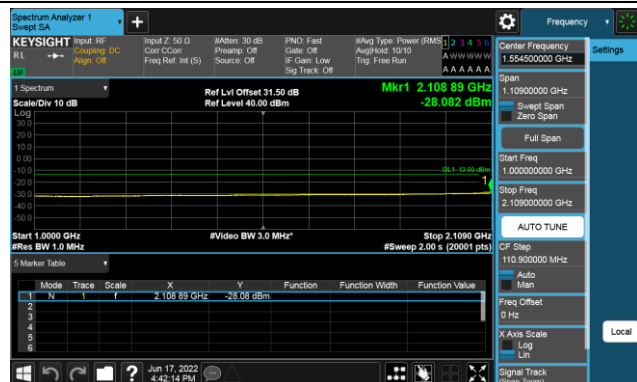 Spectrum Analyzer 1
Swept SA
Frequency
KEYSIGHT
RL
LV
Input: RF
Coupling: DC
Align: Off
Input Z: 50 Ω
Corr CCorr
Freq Ref: Int (S)
#Atten: 30 dB
Preamp: Off
Source: Off
PNO: Fast
Gate: Off
IF Gain: Low
Sig Track: Off
#Avg Type: Power (RMS
Avg|Hold: 10/10
Trig: Free Run
1 2 3 4 5 6
A W W W W W
A A A A A A
1 Spectrum
Scale/Div 10 dB
Ref Lvl Offset 31.50 dB
Ref Level 40.00 dBm
Mkr1 2.108 89 GHz
-28.082 dBm
Log
30.0
20.0
10.0
0.00
-10.0
-20.0
-30.0
-40.0
-50.0
DL1 -13.00 dBm
1
Start 1.0000 GHz
#Res BW 1.0 MHz
#Video BW 3.0 MHz*
Stop 2.1090 GHz
#Sweep 2.00 s (20001 pts)
5 Marker Table
Mode Trace Scale X Y Function Function Width Function Value
1 N 1 f 2.108 89 GHz -28.08 dBm
2
3
4
5
6
Jun 17, 2022
4:42:14 PM
?
Center Frequency
1.554500000 GHz
Settings
Span
1.10900000 GHz
Swept Span
Zero Span
Full Span
Start Freq
1.000000000 GHz
Stop Freq
2.109000000 GHz
AUTO TUNE
CF Step
110.900000 MHz
Auto
Man
Freq Offset
0 Hz
X Axis Scale
Log
Lin
Local
Signal Track
(Span Zoom)